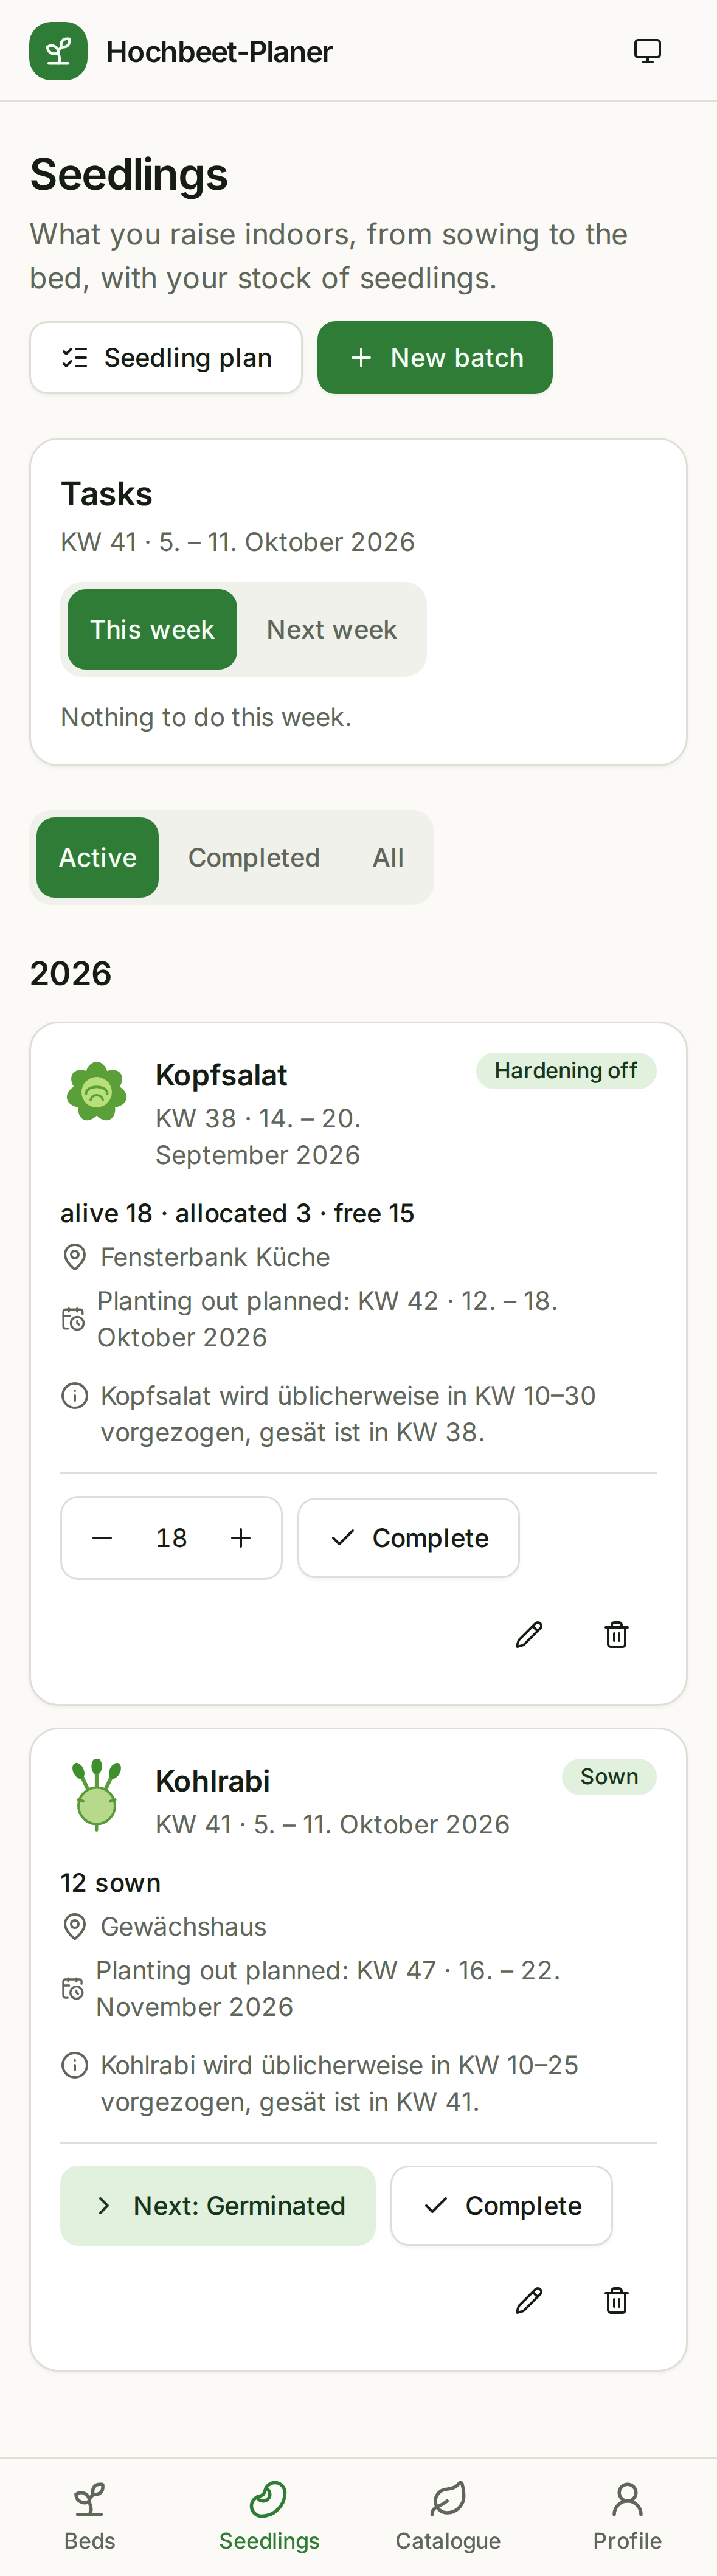 Hochbeet-Planer
Seedlings
What you raise indoors, from sowing to the
bed, with your stock of seedlings.
Seedling plan
New batch
Tasks
KW 41 · 5. – 11. Oktober 2026
This week
Next week
Nothing to do this week.
Active
Completed
All
2026
Kopfsalat
Hardening off
KW 38 · 14. – 20.
September 2026
alive 18 · allocated 3 · free 15
Fensterbank Küche
Planting out planned: KW 42 · 12. – 18.
Oktober 2026
Kopfsalat wird üblicherweise in KW 10–30
vorgezogen, gesät ist in KW 38.
18
Complete
Kohlrabi
Sown
KW 41 · 5. – 11. Oktober 2026
12 sown
Gewächshaus
Planting out planned: KW 47 · 16. – 22.
November 2026
Kohlrabi wird üblicherweise in KW 10–25
vorgezogen, gesät ist in KW 41.
Next: Germinated
Complete
Beds
Seedlings
Catalogue
Profile